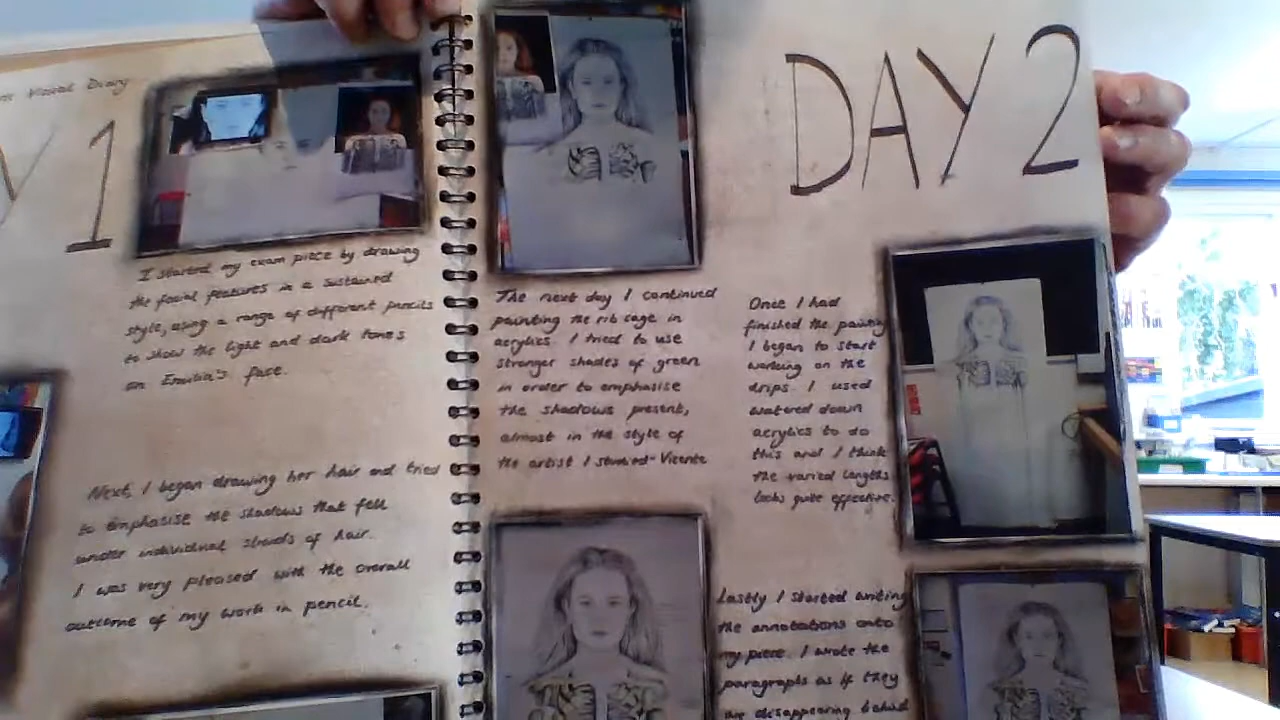 Visual Diary
Y 1
I started my exam piece by drawing
the facial features in a sustained
style, using a range of different pencils
to show the light and dark tones
on Emilia's face.
Next, I began drawing her hair and tried
to emphasise the shadows that fell
under individual strands of hair.
I was very pleased with the overall
outcome of my work in pencil.
DAY 2
The next day I continued
painting the rib cage in
acrylics. I tried to use
stronger shades of green
in order to emphasise
the shadows present,
almost in the style of
the artist I studied - Vicente
Once I had
finished the painting
I began to start
working on the
drips. I used
watered down
acrylics to do
this and I think
the varied lengths
looks quite effective.
Lastly I started writing
the annotations onto
my piece. I wrote the
paragraphs as if they
are disappearing behind